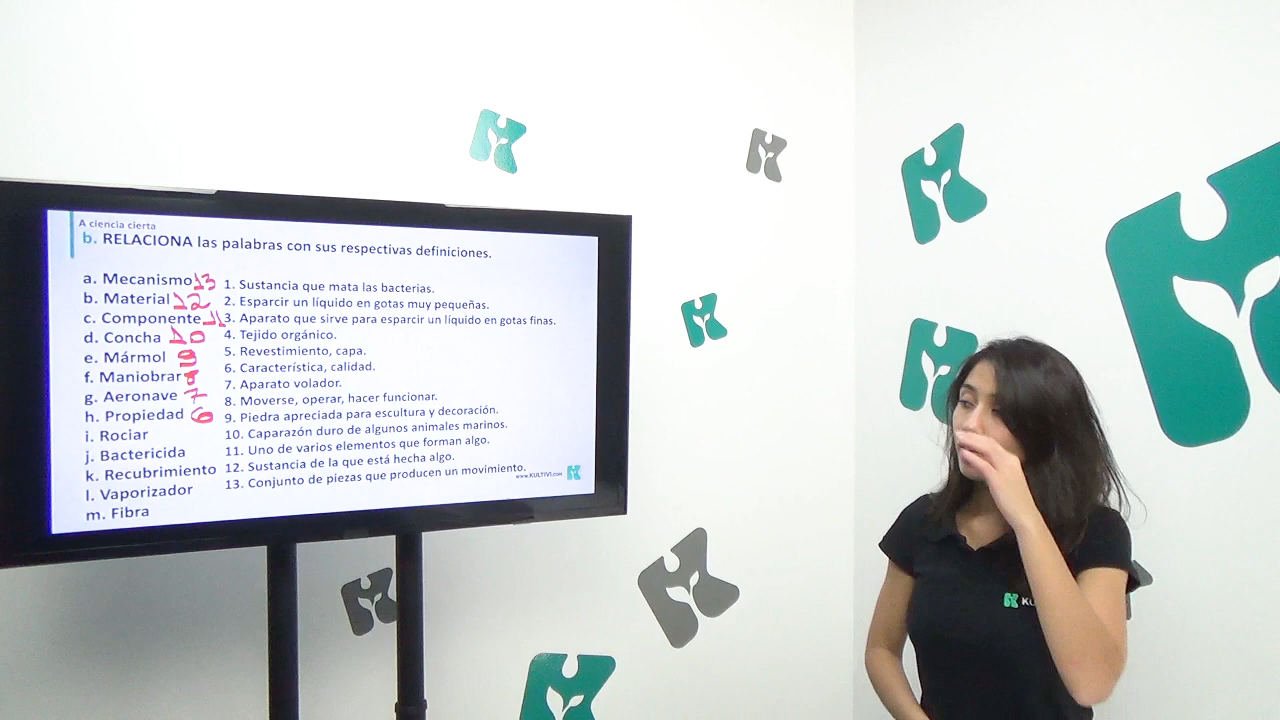 A ciencia cierta
b. RELACIONA las palabras con sus respectivas definiciones.
a. Mecanismo 13
b. Material 12
c. Componente 11
d. Concha 10
e. Mármol 9
f. Maniobrar 8
g. Aeronave 7
h. Propiedad 6
i. Rociar
j. Bactericida
k. Recubrimiento
l. Vaporizador
m. Fibra
1. Sustancia que mata las bacterias.
2. Esparcir un líquido en gotas muy pequeñas.
3. Aparato que sirve para esparcir un líquido en gotas finas.
4. Tejido orgánico.
5. Revestimiento, capa.
6. Característica, calidad.
7. Aparato volador.
8. Moverse, operar, hacer funcionar.
9. Piedra apreciada para escultura y decoración.
10. Caparazón duro de algunos animales marinos.
11. Uno de varios elementos que forman algo.
12. Sustancia de la que está hecha algo.
13. Conjunto de piezas que producen un movimiento.
www.KULTIVI.com